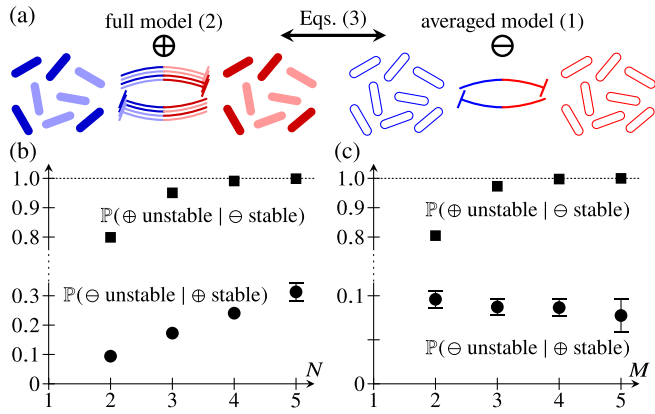 (a) full model (2) Eqs. (3) averaged model (1)
⊕ ⊖
(b)
1.0
ℙ(⊕ unstable | ⊖ stable)
0.9
0.8
ℙ(⊖ unstable | ⊕ stable)
0.3
0.2
0.1
0
1 2 3 4 5 N
(c)
1.0
0.9
ℙ(⊕ unstable | ⊖ stable)
0.8
0.1
ℙ(⊖ unstable | ⊕ stable)
0
1 2 3 4 5 M